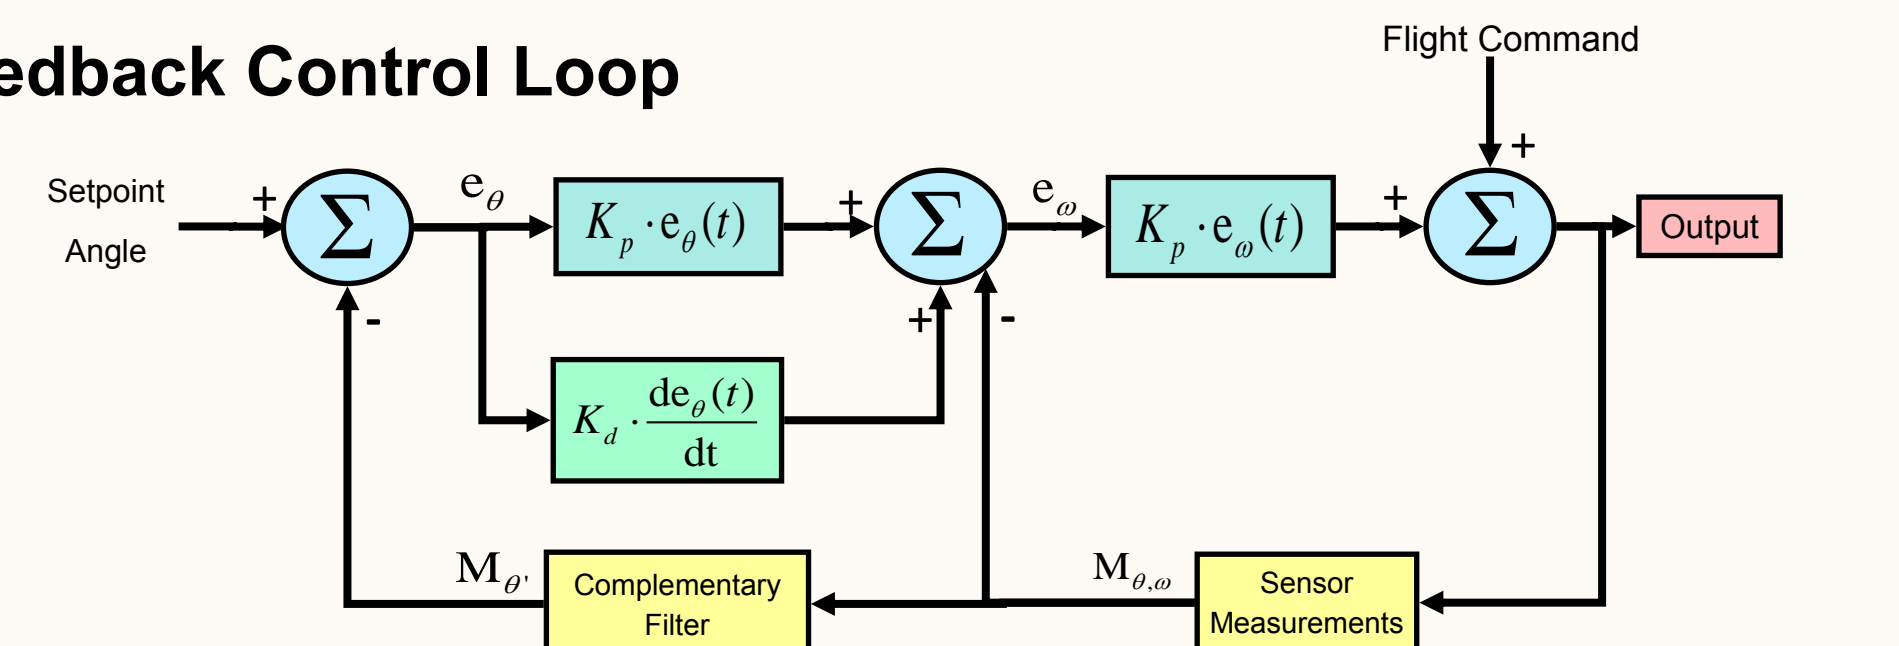 Flight Command
edback Control Loop
+
Setpoint
Angle
+
Σ
e_θ
K_p · e_θ(t)
+
Σ
e_ω
K_p · e_ω(t)
+
Σ
Output
-
+
-
K_d · de_θ(t)/dt
M_θ'
Complementary
Filter
M_θ,ω
Sensor
Measurements